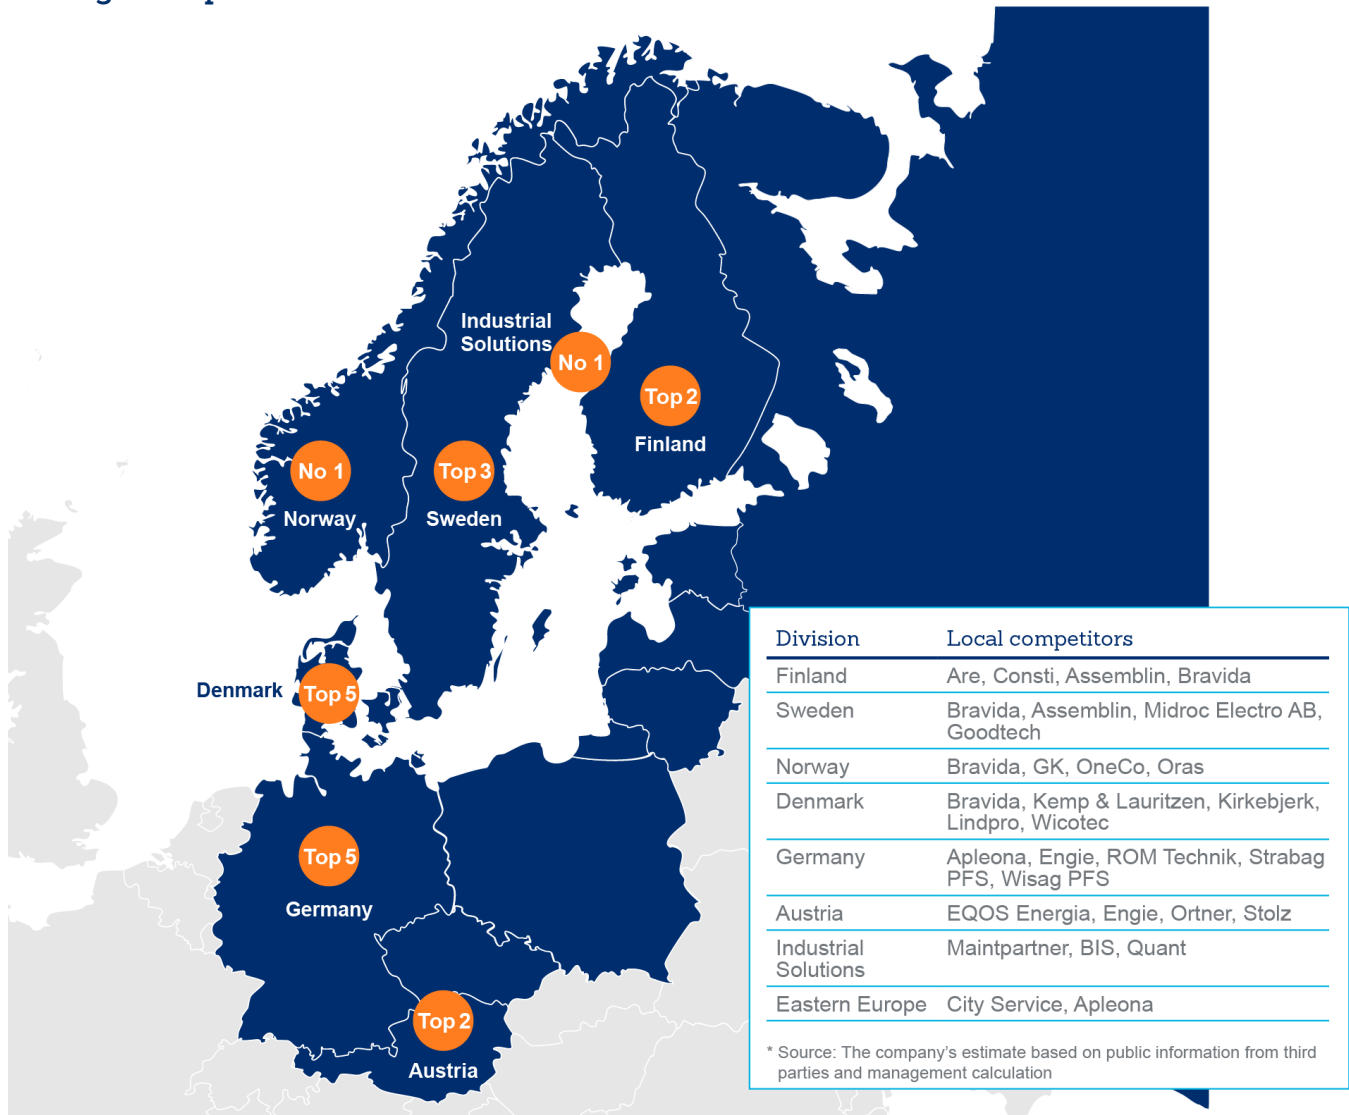 Industrial
Solutions
No 1
Top 2
Finland
No 1
Norway
Top 3
Sweden
Denmark
Top 5
Top 5
Germany
Top 2
Austria
Division Local competitors
Finland Are, Consti, Assemblin, Bravida
Sweden Bravida, Assemblin, Midroc Electro AB,
Goodtech
Norway Bravida, GK, OneCo, Oras
Denmark Bravida, Kemp & Lauritzen, Kirkebjerk,
Lindpro, Wicotec
Germany Apleona, Engie, ROM Technik, Strabag
PFS, Wisag PFS
Austria EQOS Energia, Engie, Ortner, Stolz
Industrial Maintpartner, BIS, Quant
Solutions
Eastern Europe City Service, Apleona
* Source: The company’s estimate based on public information from third
parties and management calculation